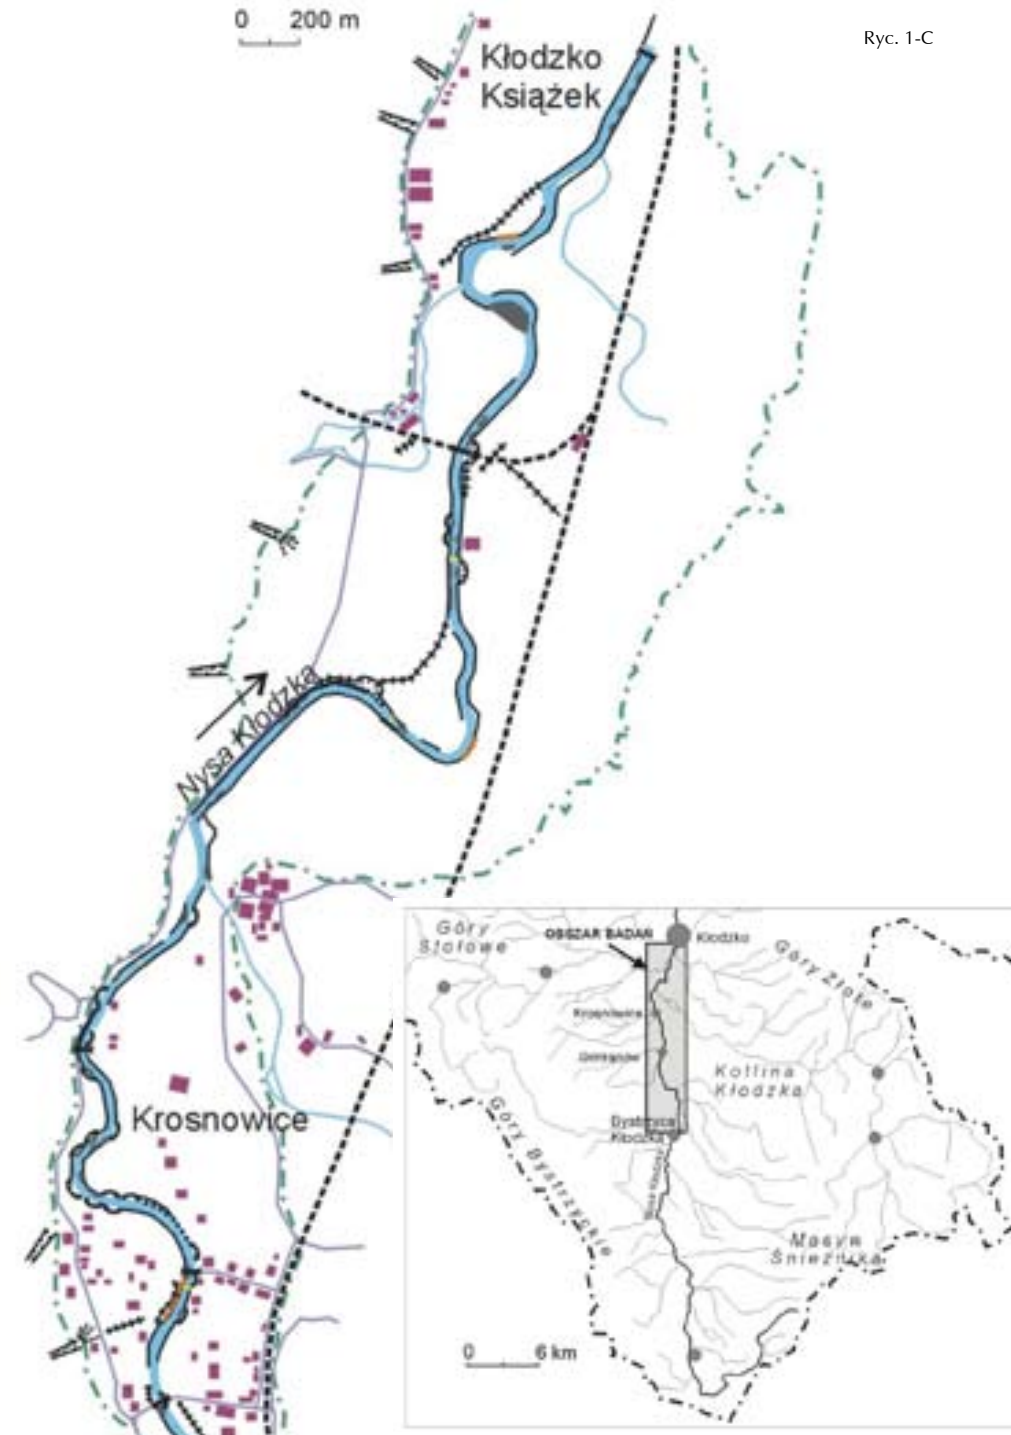 0 200 m
Ryc. 1-C
Kłodzko
Książek
Nysa Kłodzka
Krosnowice
Góry
Stołowe
OBSZAR BADAŃ
Kłodzko
Góry Złote
Krosnowice
Kotlina
Kłodzka
Bystrzyca
Kłodzka
Góry Bystrzyckie
Masyw
Śnieżnika
0 6 km